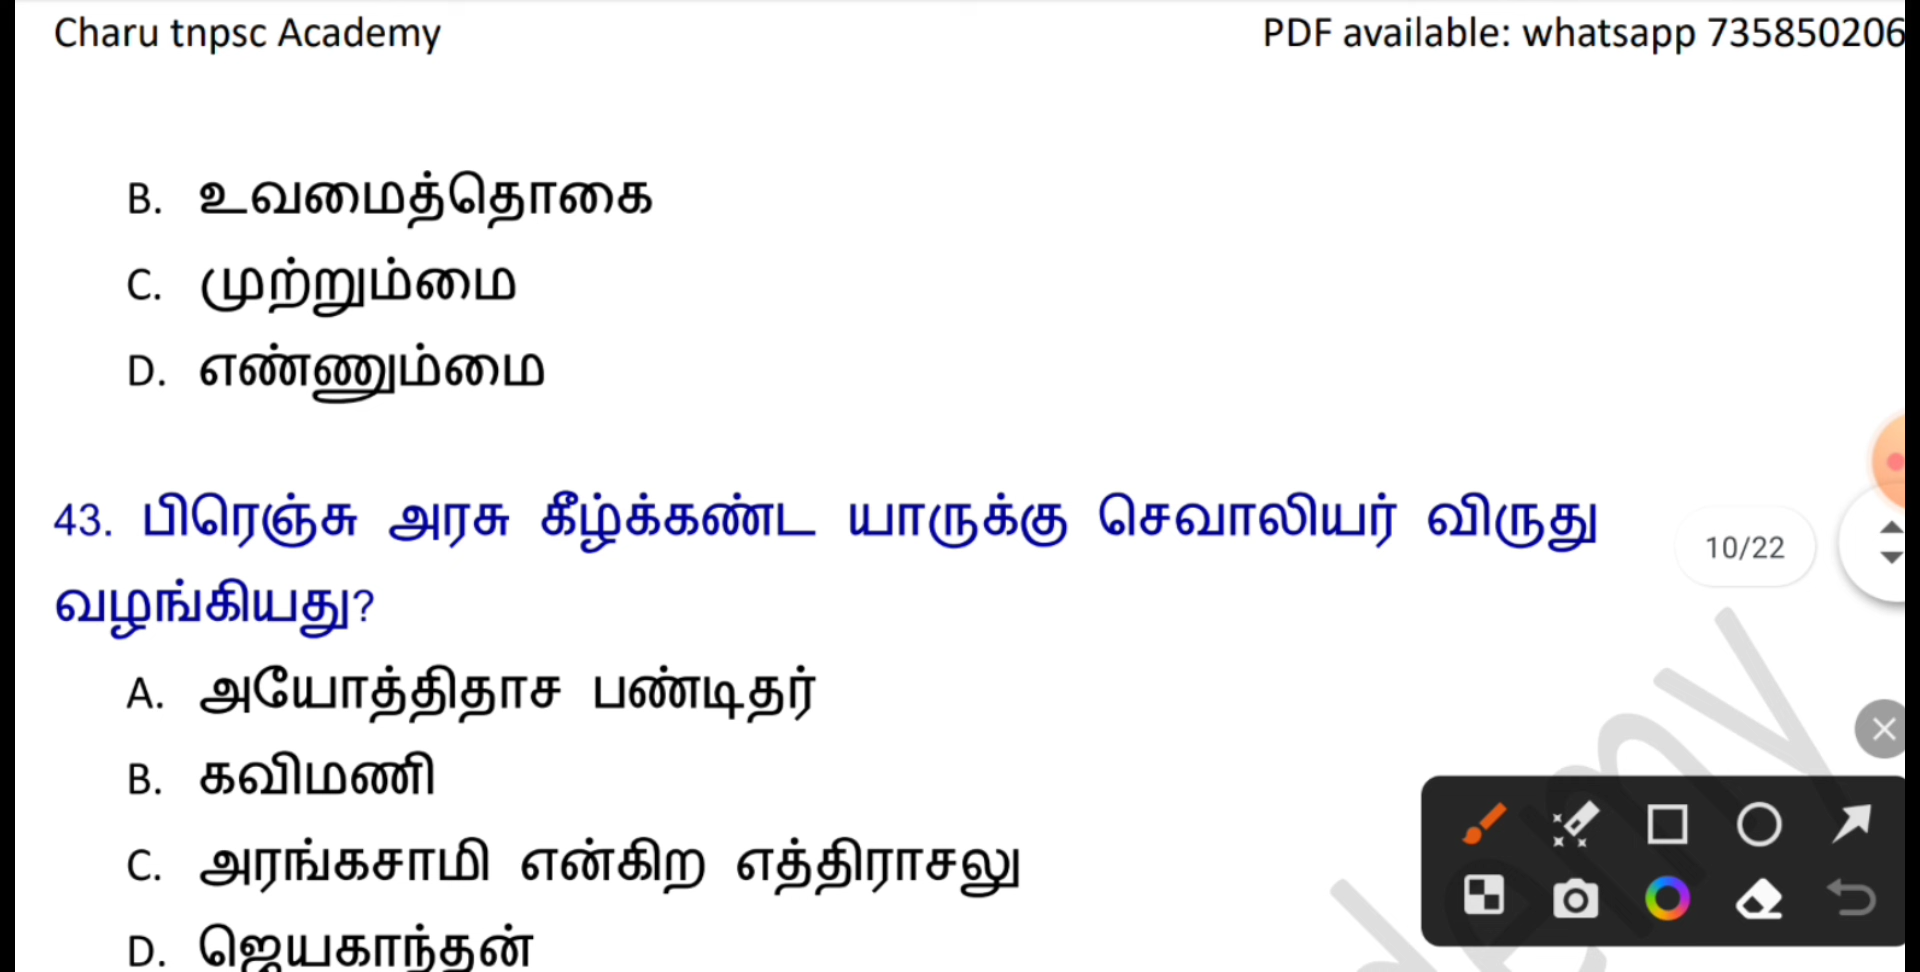 Charu tnpsc Academy
PDF available: whatsapp 735850206
B. உவமைத்தொகை
C. முற்றும்மை
D. எண்ணும்மை
43. பிரெஞ்சு அரசு கீழ்க்கண்ட யாருக்கு செவாலியர் விருது
வழங்கியது?
10/22
A. அயோத்திதாச பண்டிதர்
B. கவிமணி
C. அரங்கசாமி என்கிற எத்திராசலு
D. ஜெயகாந்தன்
demy